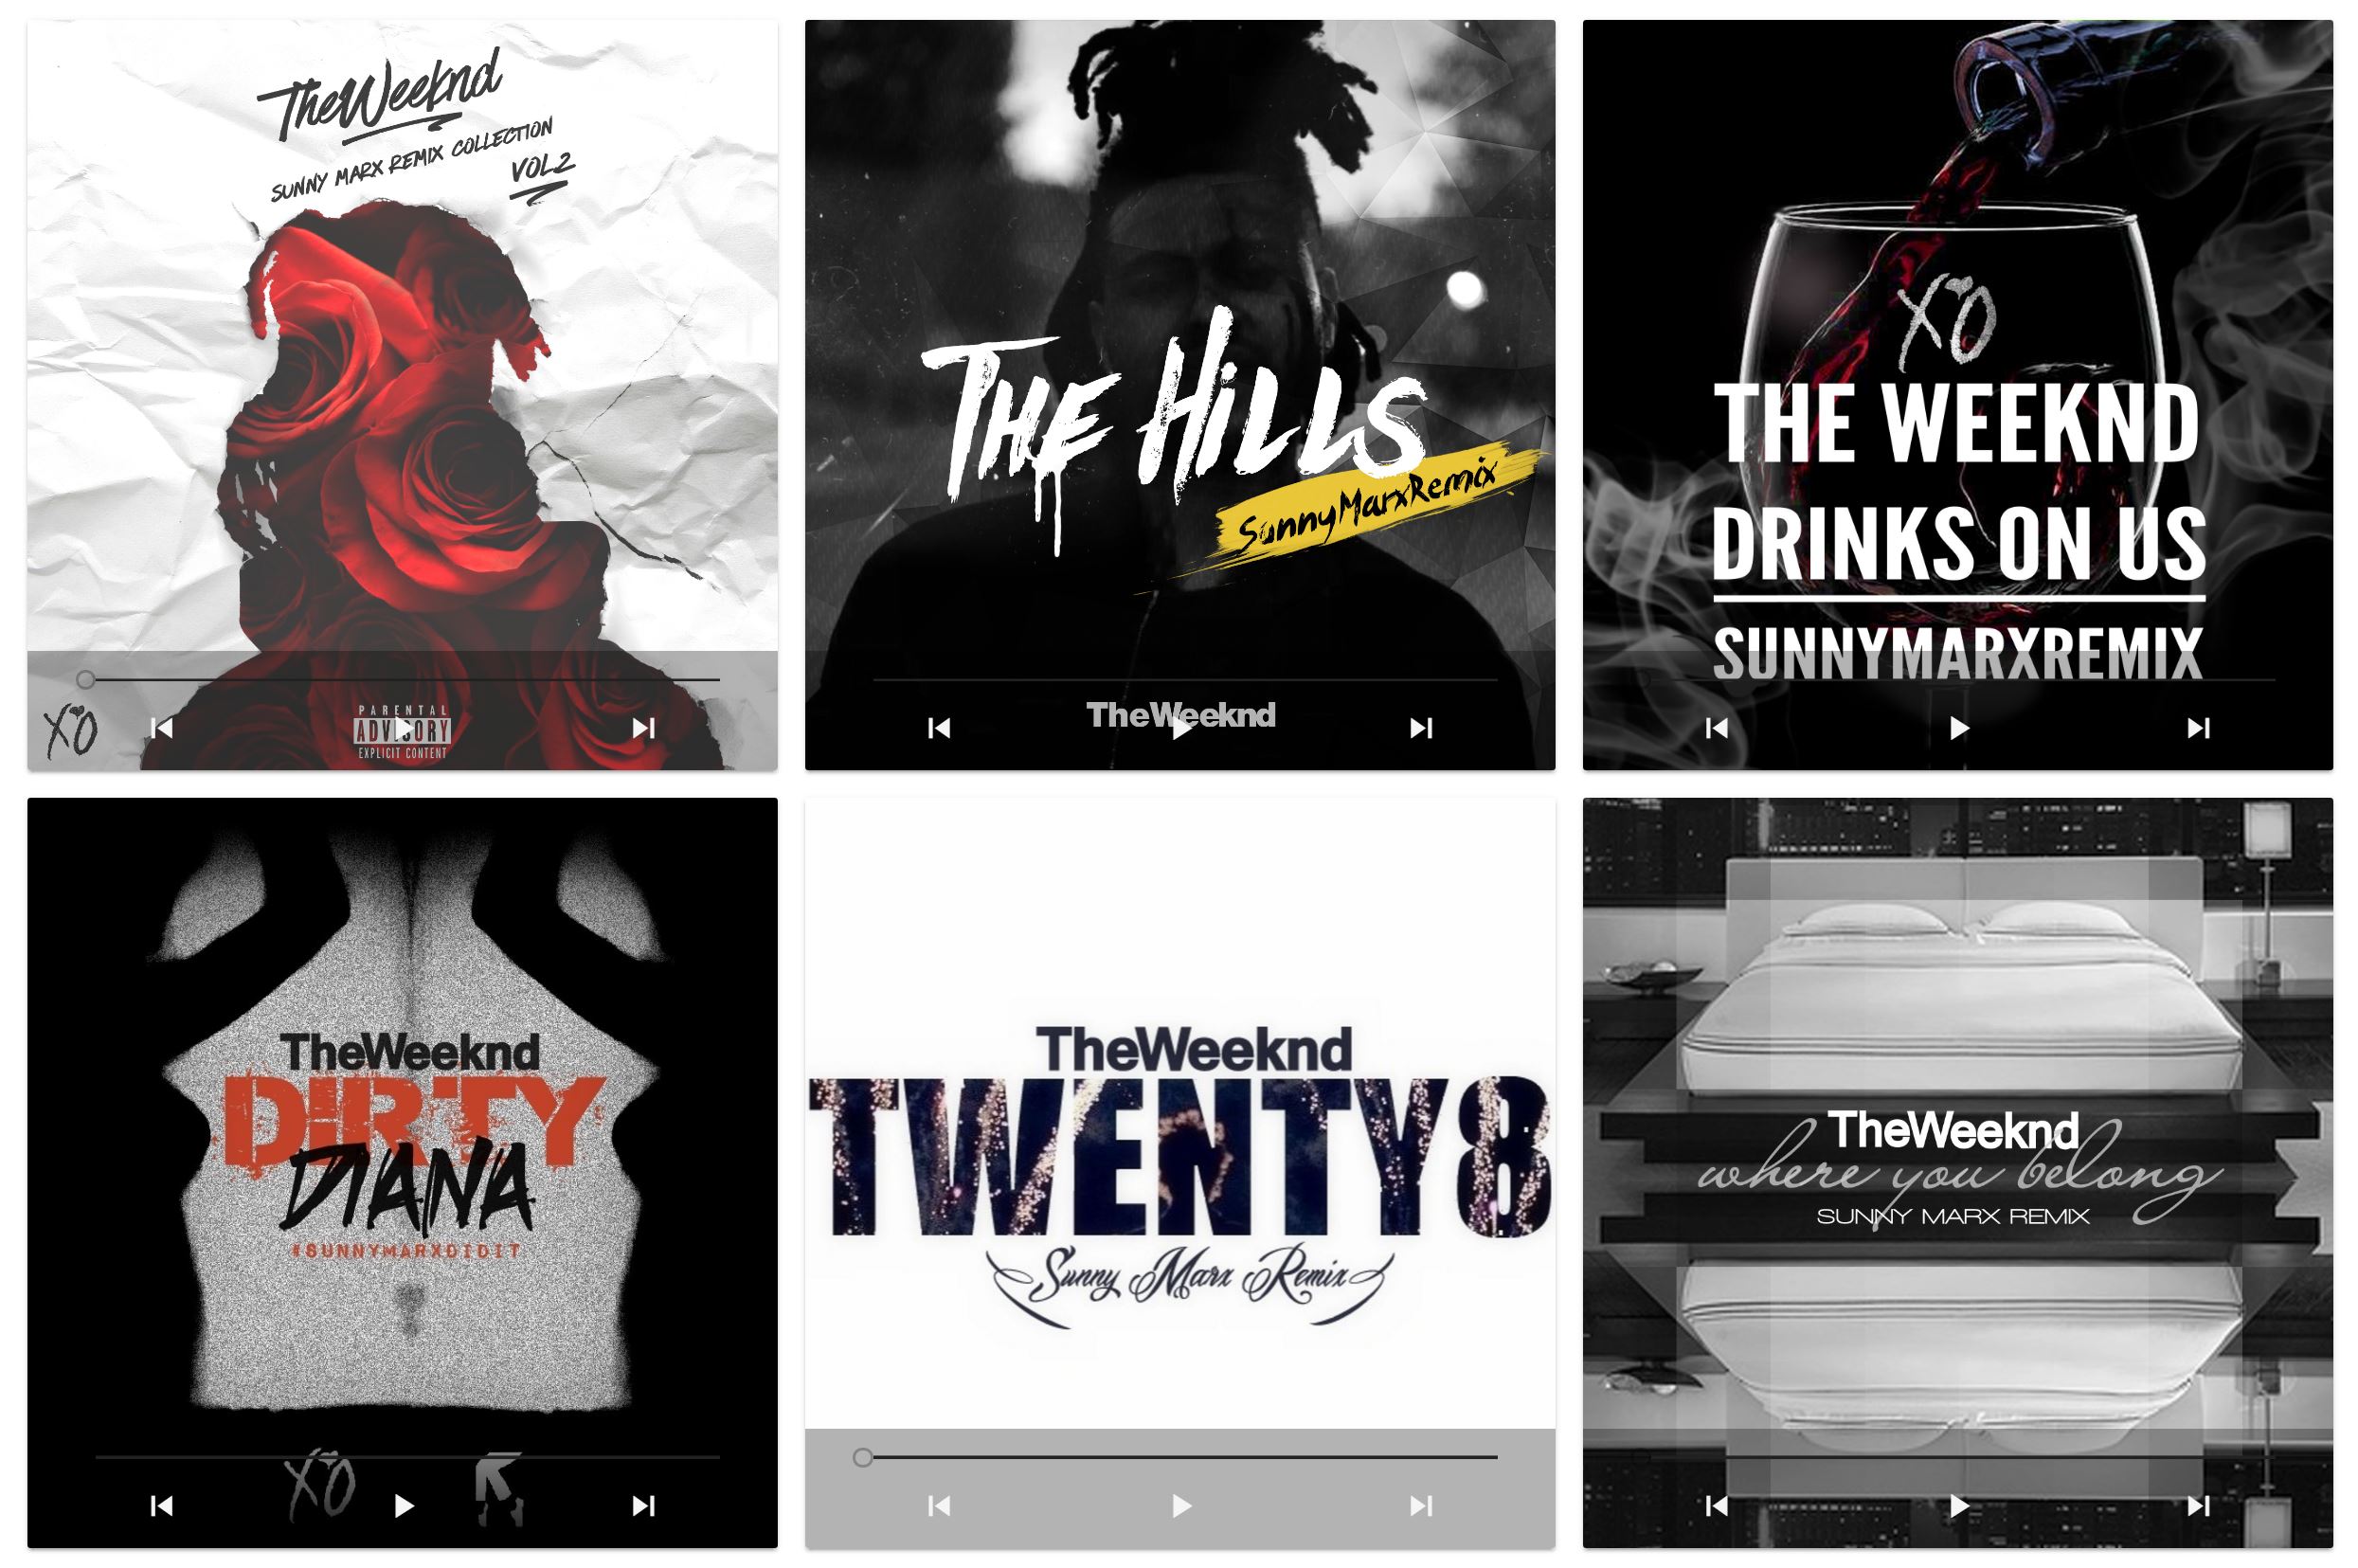 TheWeeknd
SUNNY MARX REMIX COLLECTION
VOL2
XO
PARENTAL
ADVISORY
EXPLICIT CONTENT
THE HiLLS
SunnyMarxRemix
TheWeeknd
XO
THE WEEKND
DRINKS ON US
SUNNYMARXREMIX
TheWeeknd
DIRTY
DIANA
#SUNNYMARXDIDIT
XO
TheWeeknd
TWENTY8
Sunny Marx Remix
TheWeeknd
where you belong
SUNNY MARX REMIX